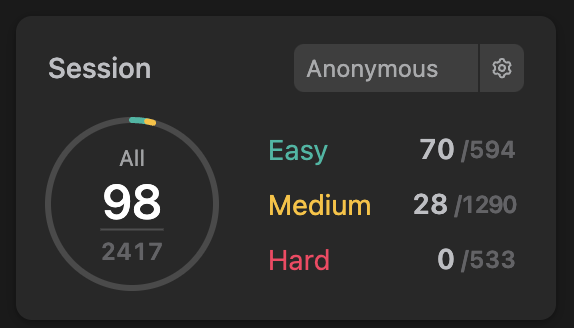 Session
Anonymous
All
98
2417
Easy 70 /594
Medium 28 /1290
Hard 0 /533